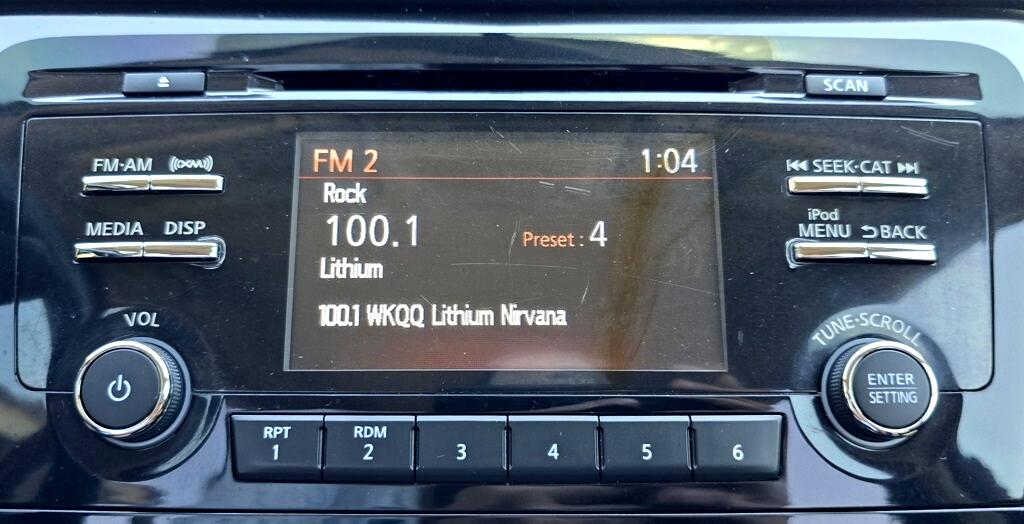 SCAN
FM·AM ((XM))
SEEK·CAT
MEDIA DISP
iPod
MENU BACK
FM 2 1:04
Rock
100.1 Preset : 4
Lithium
100.1 WKQQ Lithium Nirvana
VOL
TUNE·SCROLL
ENTER
SETTING
RPT RDM
1 2 3 4 5 6